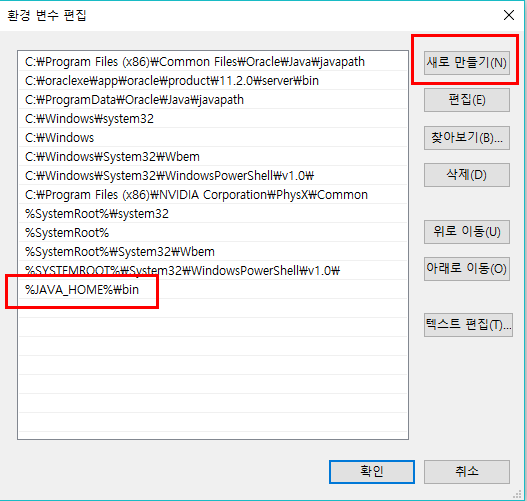 환경 변수 편집
C:₩Program Files (x86)₩Common Files₩Oracle₩Java₩javapath
C:₩oraclexe₩app₩oracle₩product₩11.2.0₩server₩bin
C:₩ProgramData₩Oracle₩Java₩javapath
C:₩Windows₩system32
C:₩Windows
C:₩Windows₩System32₩Wbem
C:₩Windows₩System32₩WindowsPowerShell₩v1.0₩
C:₩Program Files (x86)₩NVIDIA Corporation₩PhysX₩Common
%SystemRoot%₩system32
%SystemRoot%
%SystemRoot%₩System32₩Wbem
%SYSTEMROOT%₩System32₩WindowsPowerShell₩v1.0₩
%JAVA_HOME%₩bin
새로 만들기(N)
편집(E)
찾아보기(B)...
삭제(D)
위로 이동(U)
아래로 이동(O)
텍스트 편집(T)...
확인
취소